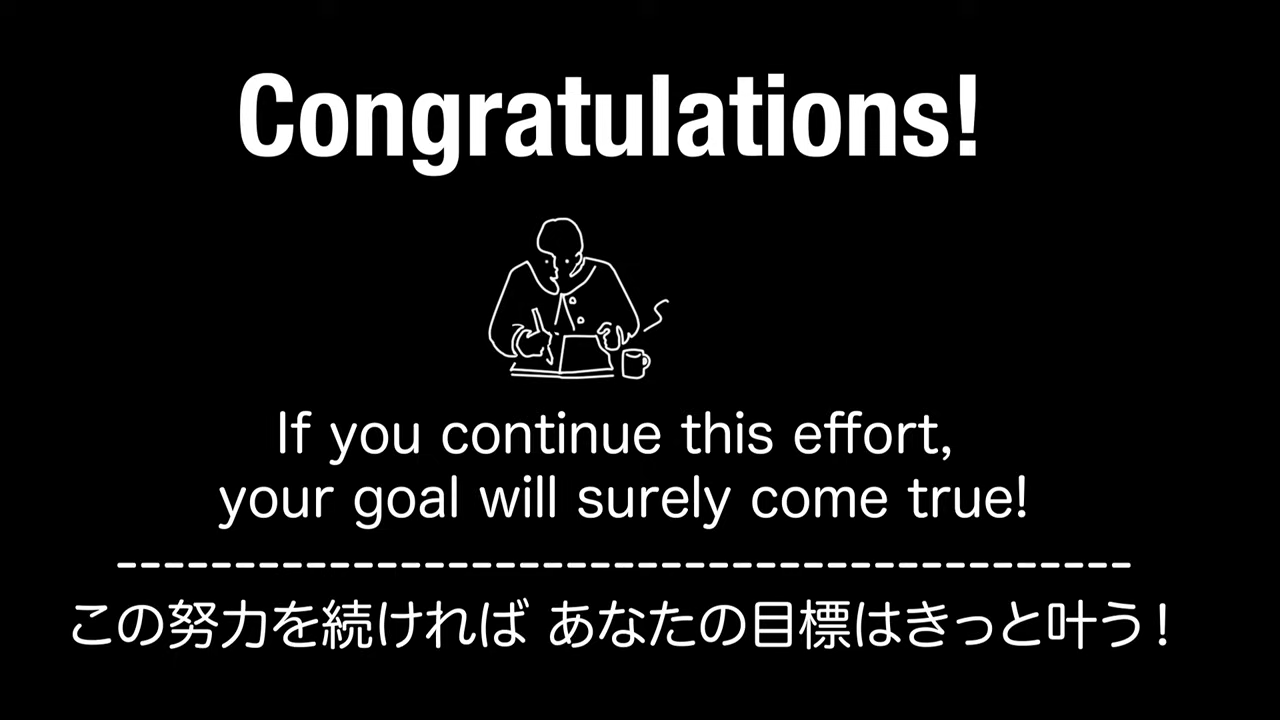 Congratulations!
If you continue this effort,
your goal will surely come true!
--------------------------------------------
この努力を続ければ あなたの目標はきっと叶う!